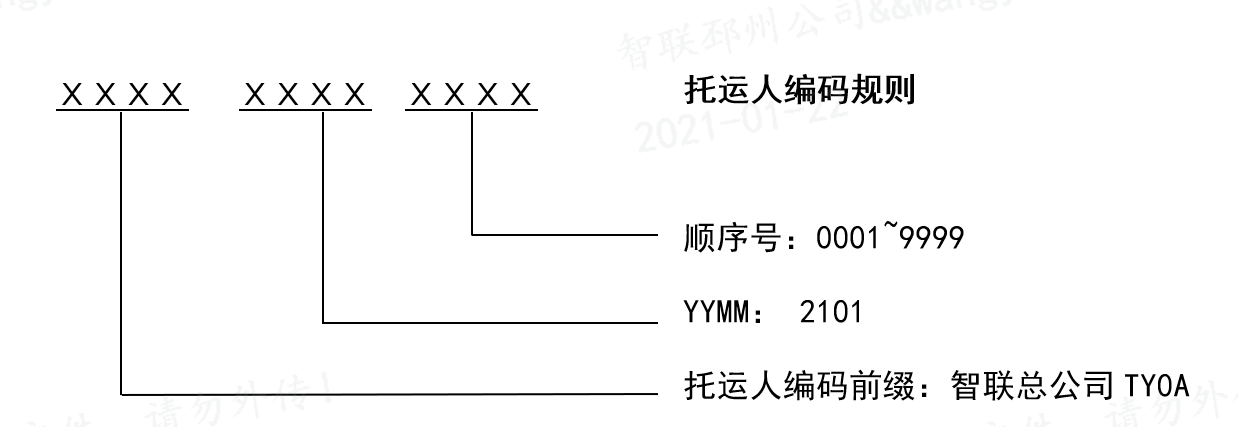 智联邳州公司&&wangy
XXXX XXXX XXXX 托运人编码规则
2021-01-22
顺序号：0001~9999
YYMM： 2101
托运人编码前缀：智联总公司 TY0A
请勿外传！
请勿外